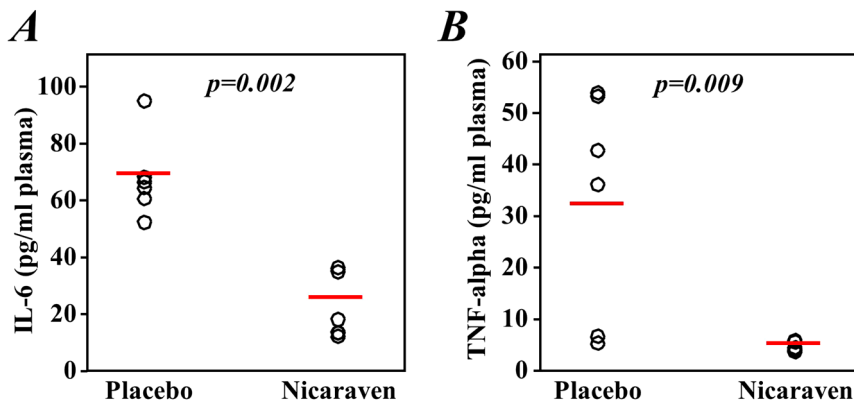 A
IL-6 (pg/ml plasma)
100
80
60
40
20
0
p=0.002
Placebo
Nicaraven
B
TNF-alpha (pg/ml plasma)
60
50
40
30
20
10
0
p=0.009
Placebo
Nicaraven